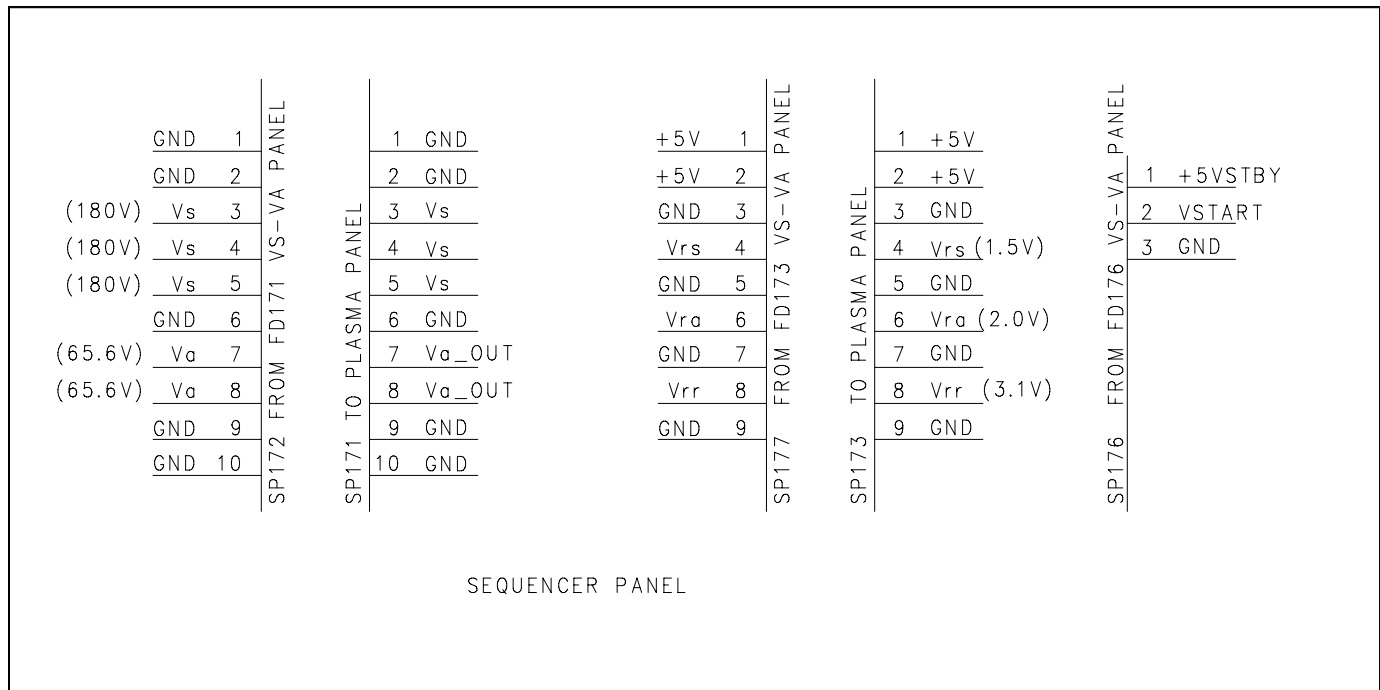 GND 1
GND 2
(180V) Vs 3
(180V) Vs 4
(180V) Vs 5
GND 6
(65.6V) Va 7
(65.6V) Va 8
GND 9
GND 10
SP172 FROM FD171 VS-VA PANEL
SP171 TO PLASMA PANEL
1 GND
2 GND
3 Vs
4 Vs
5 Vs
6 GND
7 Va_OUT
8 Va_OUT
9 GND
10 GND
+5V 1
+5V 2
GND 3
Vrs 4
GND 5
Vra 6
GND 7
Vrr 8
GND 9
SP177 FROM FD173 VS-VA PANEL
SP173 TO PLASMA PANEL
1 +5V
2 +5V
3 GND
4 Vrs (1.5V)
5 GND
6 Vra (2.0V)
7 GND
8 Vrr (3.1V)
9 GND
SP176 FROM FD176 VS-VA PANEL
1 +5VSTBY
2 VSTART
3 GND
SEQUENCER PANEL